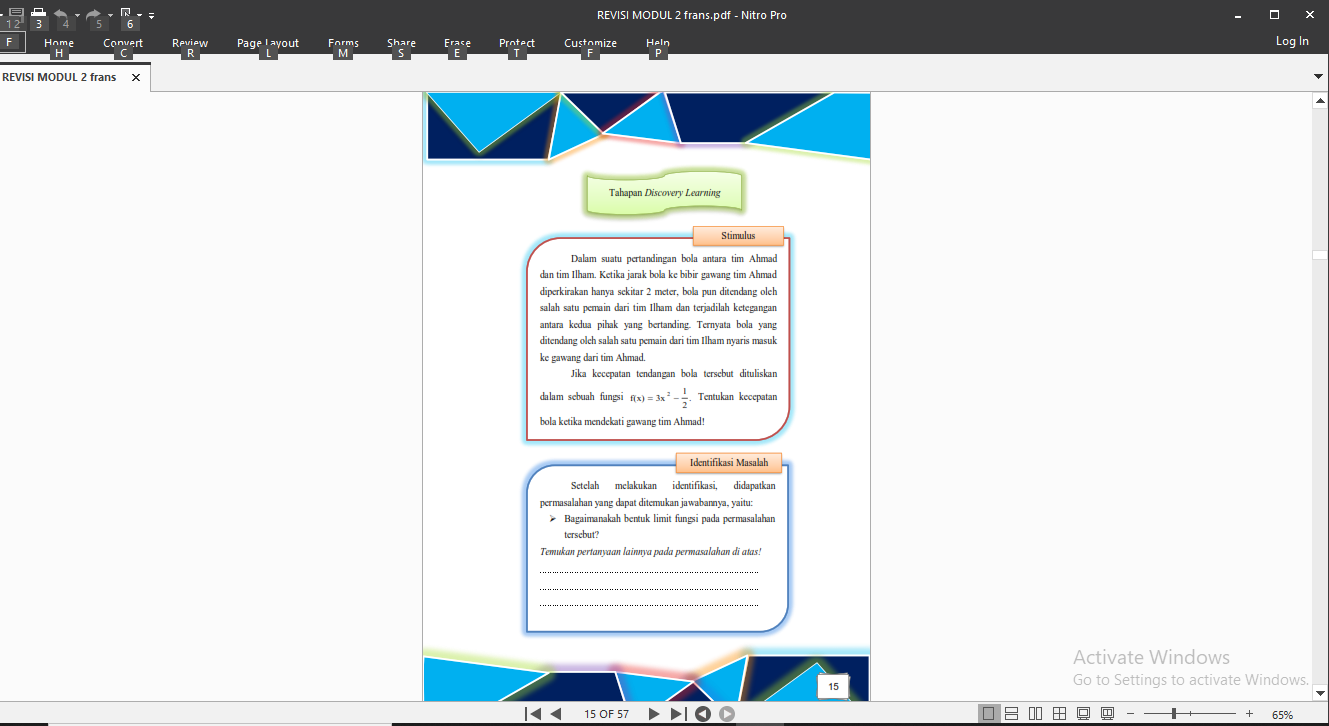 REVISI MODUL 2 frans.pdf - Nitro Pro
12 3 4 5 6
F Home Convert Review Page Layout Forms Share Erase Protect Customize Help Log In
H C R L M S E T F P
REVISI MODUL 2 frans
Tahapan Discovery Learning
Stimulus
Dalam suatu pertandingan bola antara tim Ahmad
dan tim Ilham. Ketika jarak bola ke bibir gawang tim Ahmad
diperkirakan hanya sekitar 2 meter, bola pun ditendang oleh
salah satu pemain dari tim Ilham dan terjadilah ketegangan
antara kedua pihak yang bertanding. Ternyata bola yang
ditendang oleh salah satu pemain dari tim Ilham nyaris masuk
ke gawang dari tim Ahmad.
Jika kecepatan tendangan bola tersebut dituliskan
dalam sebuah fungsi f(x) = 3x² − 1/2. Tentukan kecepatan
bola ketika mendekati gawang tim Ahmad!
Identifikasi Masalah
Setelah melakukan identifikasi, didapatkan
permasalahan yang dapat ditemukan jawabannya, yaitu:
➢ Bagaimanakah bentuk limit fungsi pada permasalahan
tersebut?
Temukan pertanyaan lainnya pada permasalahan di atas!
15
Activate Windows
Go to Settings to activate Windows.
15 OF 57
65%